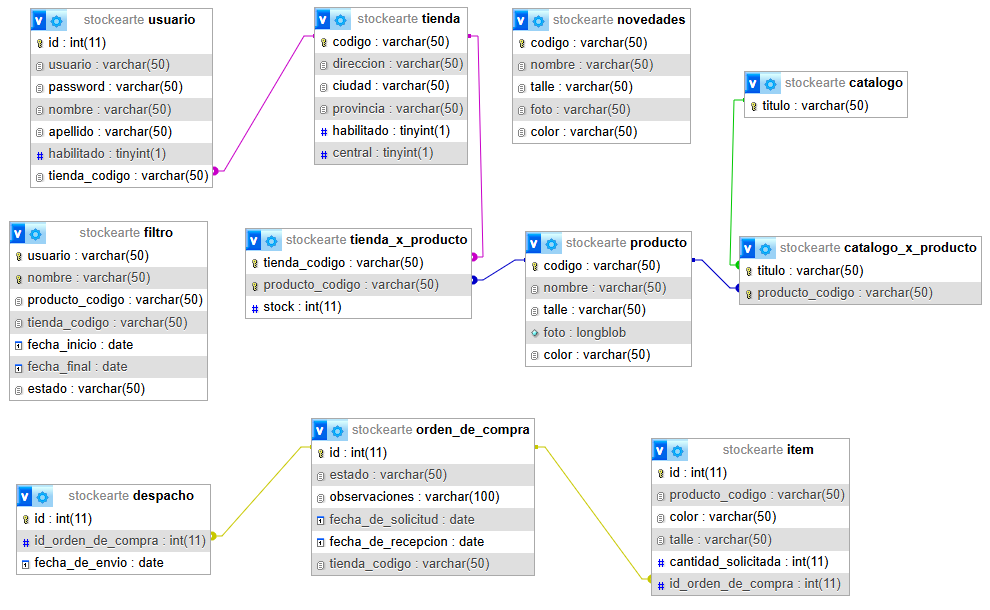 stockearte usuario
id : int(11)
usuario : varchar(50)
password : varchar(50)
nombre : varchar(50)
apellido : varchar(50)
habilitado : tinyint(1)
tienda_codigo : varchar(50)
stockearte tienda
codigo : varchar(50)
direccion : varchar(50)
ciudad : varchar(50)
provincia : varchar(50)
habilitado : tinyint(1)
central : tinyint(1)
stockearte novedades
codigo : varchar(50)
nombre : varchar(50)
talle : varchar(50)
foto : varchar(50)
color : varchar(50)
stockearte catalogo
titulo : varchar(50)
stockearte filtro
usuario : varchar(50)
nombre : varchar(50)
producto_codigo : varchar(50)
tienda_codigo : varchar(50)
fecha_inicio : date
fecha_final : date
estado : varchar(50)
stockearte tienda_x_producto
tienda_codigo : varchar(50)
producto_codigo : varchar(50)
stock : int(11)
stockearte producto
codigo : varchar(50)
nombre : varchar(50)
talle : varchar(50)
foto : longblob
color : varchar(50)
stockearte catalogo_x_producto
titulo : varchar(50)
producto_codigo : varchar(50)
stockearte despacho
id : int(11)
id_orden_de_compra : int(11)
fecha_de_envio : date
stockearte orden_de_compra
id : int(11)
estado : varchar(50)
observaciones : varchar(100)
fecha_de_solicitud : date
fecha_de_recepcion : date
tienda_codigo : varchar(50)
stockearte item
id : int(11)
producto_codigo : varchar(50)
color : varchar(50)
talle : varchar(50)
cantidad_solicitada : int(11)
id_orden_de_compra : int(11)